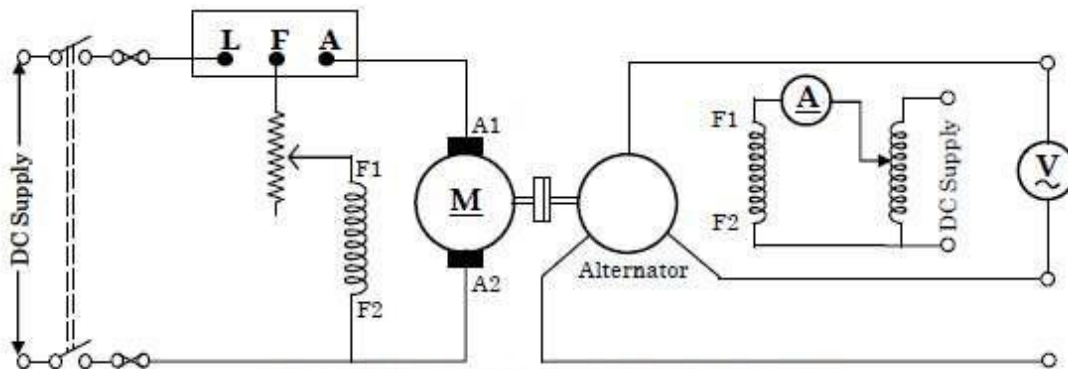 L F A
DC Supply
A1
F1
M
F2
A2
Alternator
F1
A
F2
DC Supply
V